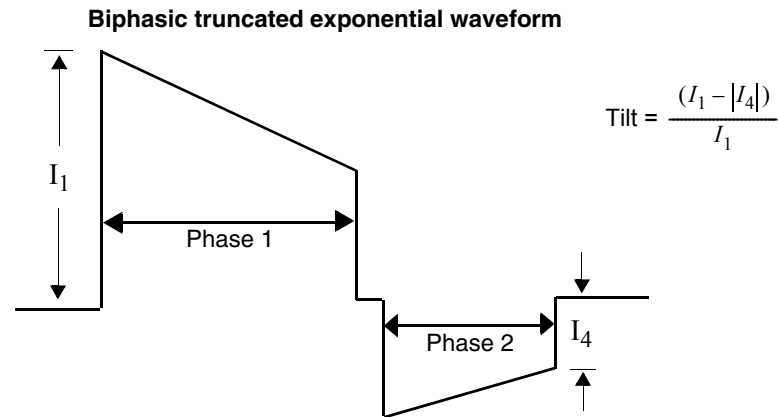 Biphasic truncated exponential waveform
Tilt = (I1 – |I4|) / I1
I1
Phase 1
Phase 2
I4